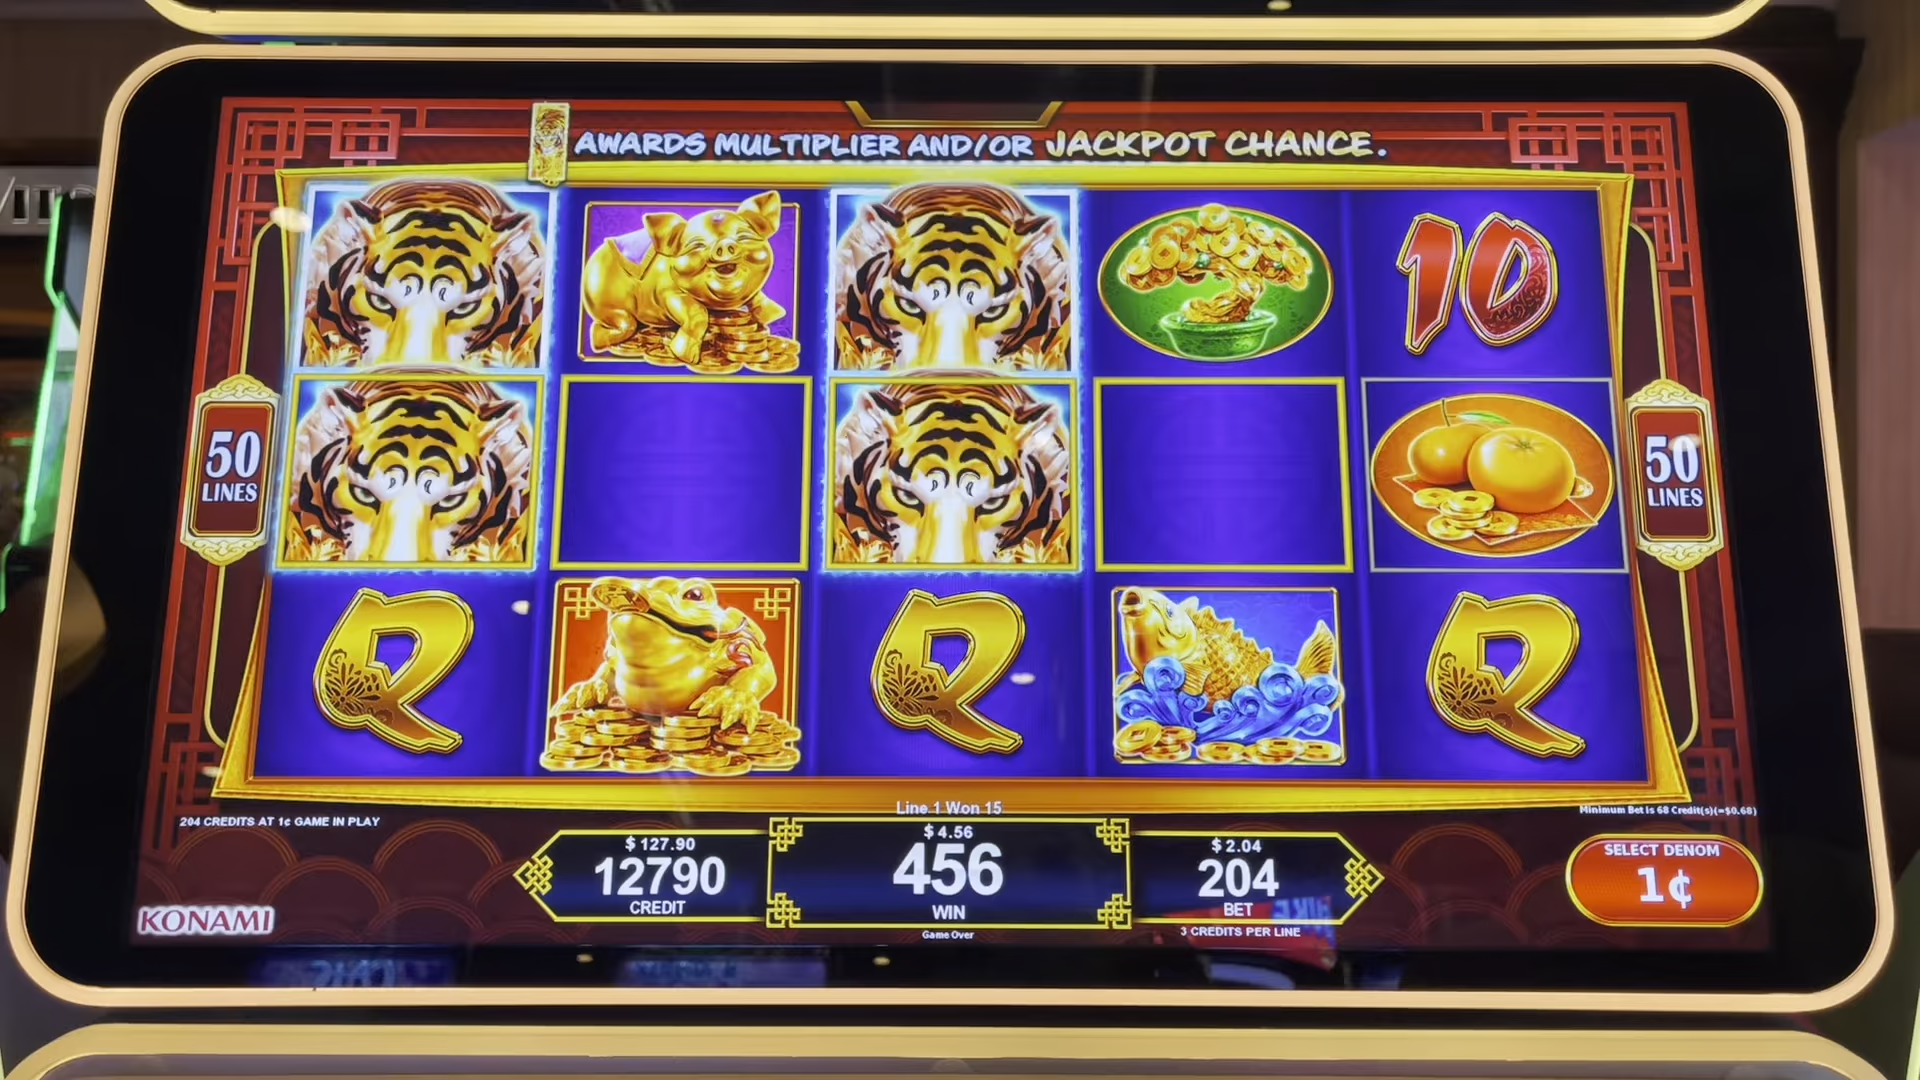 AWARDS MULTIPLIER AND/OR JACKPOT CHANCE.
10
50
LINES
50
LINES
Q
Q
Q
Line 1 Won 15
Minimum Bet is 68 Credit(s)(=$0.68)
204 CREDITS AT 1¢ GAME IN PLAY
$127.90
12790
CREDIT
$4.56
456
WIN
Game Over
$2.04
204
BET
3 CREDITS PER LINE
SELECT DENOM
1¢
KONAMI